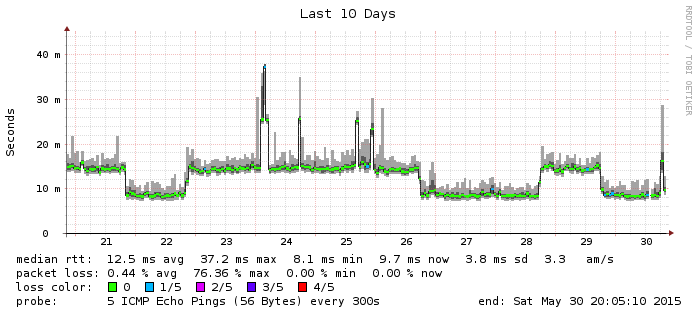 Last 10 Days
RRDTOOL / TOBI OETIKER
Seconds
40 m
30 m
20 m
10 m
0
21 22 23 24 25 26 27 28 29 30
median rtt: 12.5 ms avg 37.2 ms max 8.1 ms min 9.7 ms now 3.8 ms sd 3.3 am/s
packet loss: 0.44 % avg 76.36 % max 0.00 % min 0.00 % now
loss color: 0 1/5 2/5 3/5 4/5
probe: 5 ICMP Echo Pings (56 Bytes) every 300s end: Sat May 30 20:05:10 2015